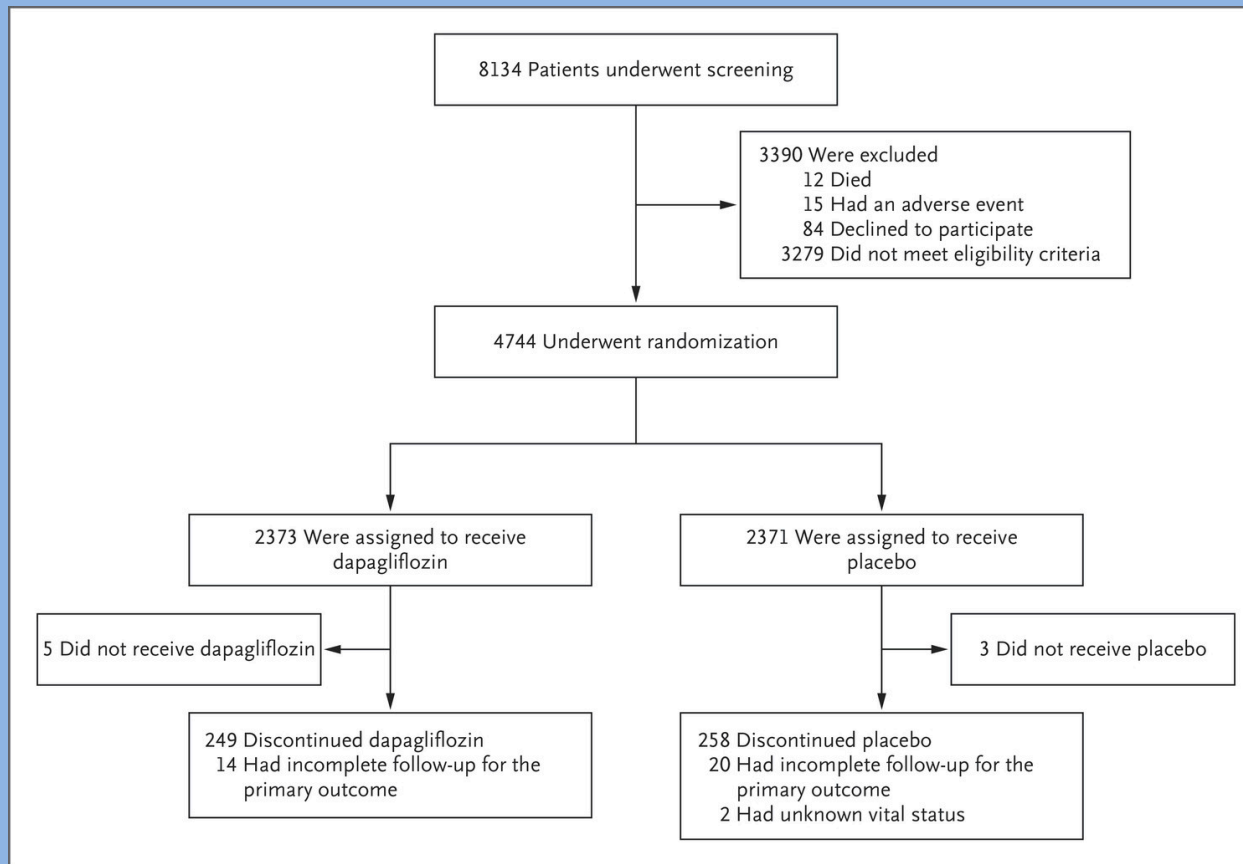 8134 Patients underwent screening
3390 Were excluded
12 Died
15 Had an adverse event
84 Declined to participate
3279 Did not meet eligibility criteria
4744 Underwent randomization
2373 Were assigned to receive
dapagliflozin
2371 Were assigned to receive
placebo
5 Did not receive dapagliflozin
3 Did not receive placebo
249 Discontinued dapagliflozin
14 Had incomplete follow-up for the
primary outcome
258 Discontinued placebo
20 Had incomplete follow-up for the
primary outcome
2 Had unknown vital status